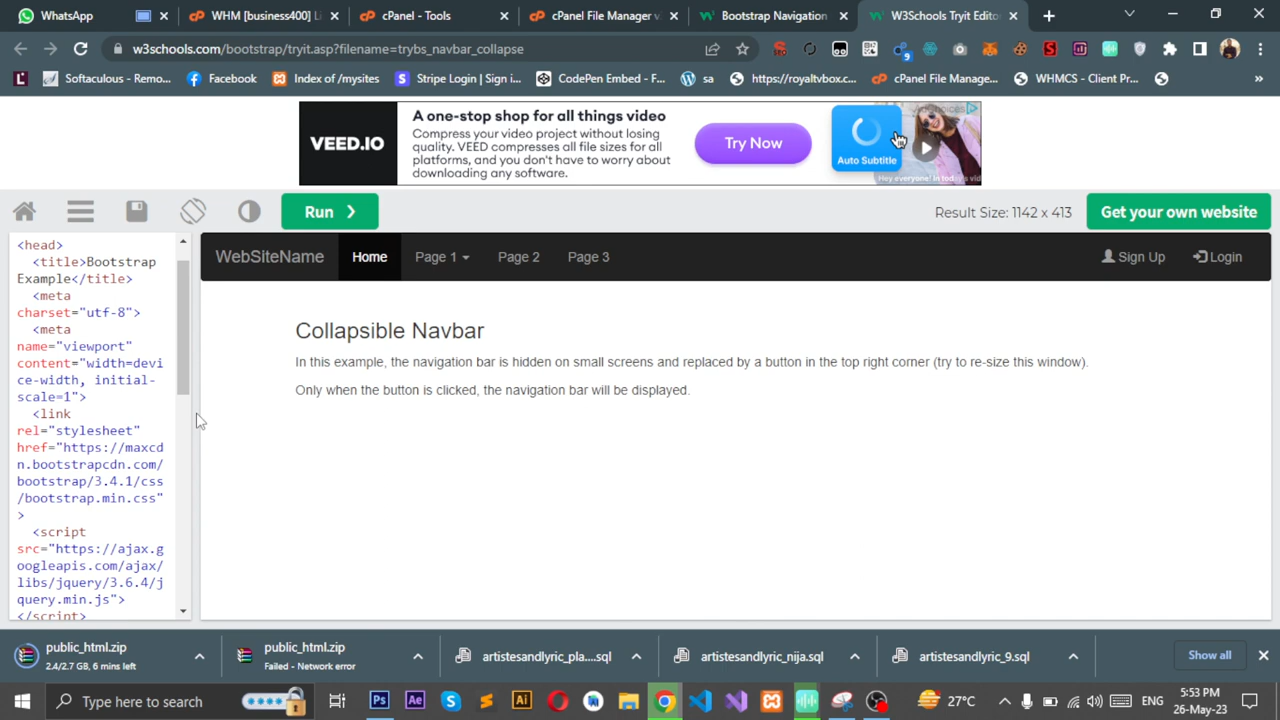 WhatsApp
WHM [business400] Li
cPanel - Tools
cPanel File Manager v
Bootstrap Navigation
W3Schools Tryit Edito
w3schools.com/bootstrap/tryit.asp?filename=trybs_navbar_collapse
Softaculous - Remo...
Facebook
Index of /mysites
Stripe Login | Sign i...
CodePen Embed - F...
sa
https://royaltvbox.c...
cPanel File Manage...
WHMCS - Client Pr...
»
VEED.IO
A one-stop shop for all things video
Compress your video project without losing
quality. VEED compresses all file sizes for all
platforms, and you don't have to worry about
downloading any software.
Try Now
Auto Subtitle
Hey everyone! In today's vid
Run ❯
Result Size: 1142 x 413
Get your own website
<head>
<title>Bootstrap
Example</title>
<meta
charset="utf-8">
<meta
name="viewport"
content="width=devi
ce-width, initial-
scale=1">
<link
rel="stylesheet"
href="https://maxcd
n.bootstrapcdn.com/
bootstrap/3.4.1/css
/bootstrap.min.css"
>
<script
src="https://ajax.g
oogleapis.com/ajax/
libs/jquery/3.6.4/j
query.min.js">
</script>
WebSiteName
Home
Page 1
Page 2
Page 3
Sign Up
Login
Collapsible Navbar
In this example, the navigation bar is hidden on small screens and replaced by a button in the top right corner (try to re-size this window).
Only when the button is clicked, the navigation bar will be displayed.
public_html.zip
2.4/2.7 GB, 6 mins left
public_html.zip
Failed - Network error
artistesandlyric_pla....sql
artistesandlyric_nija.sql
artistesandlyric_9.sql
Show all
Type here to search
27°C
ENG
5:53 PM
26-May-23